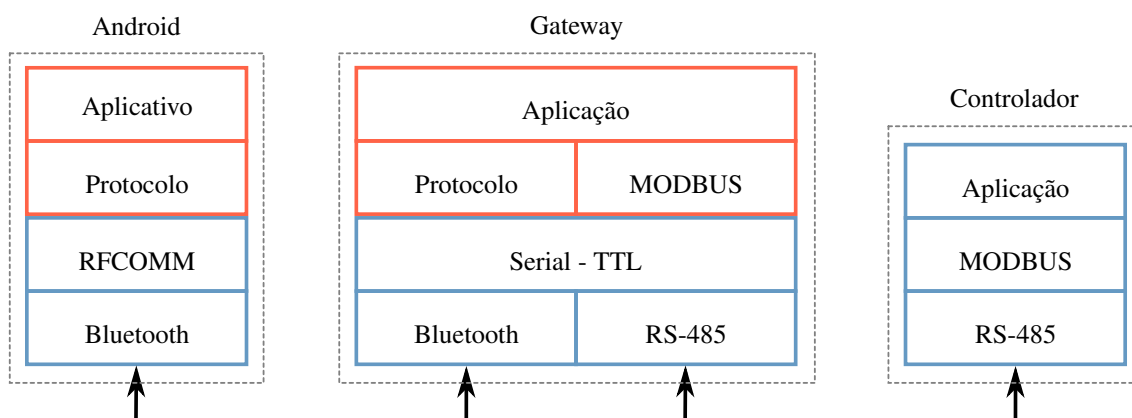 Android
Aplicativo
Protocolo
RFCOMM
Bluetooth
Gateway
Aplicação
Protocolo
MODBUS
Serial - TTL
Bluetooth
RS-485
Controlador
Aplicação
MODBUS
RS-485